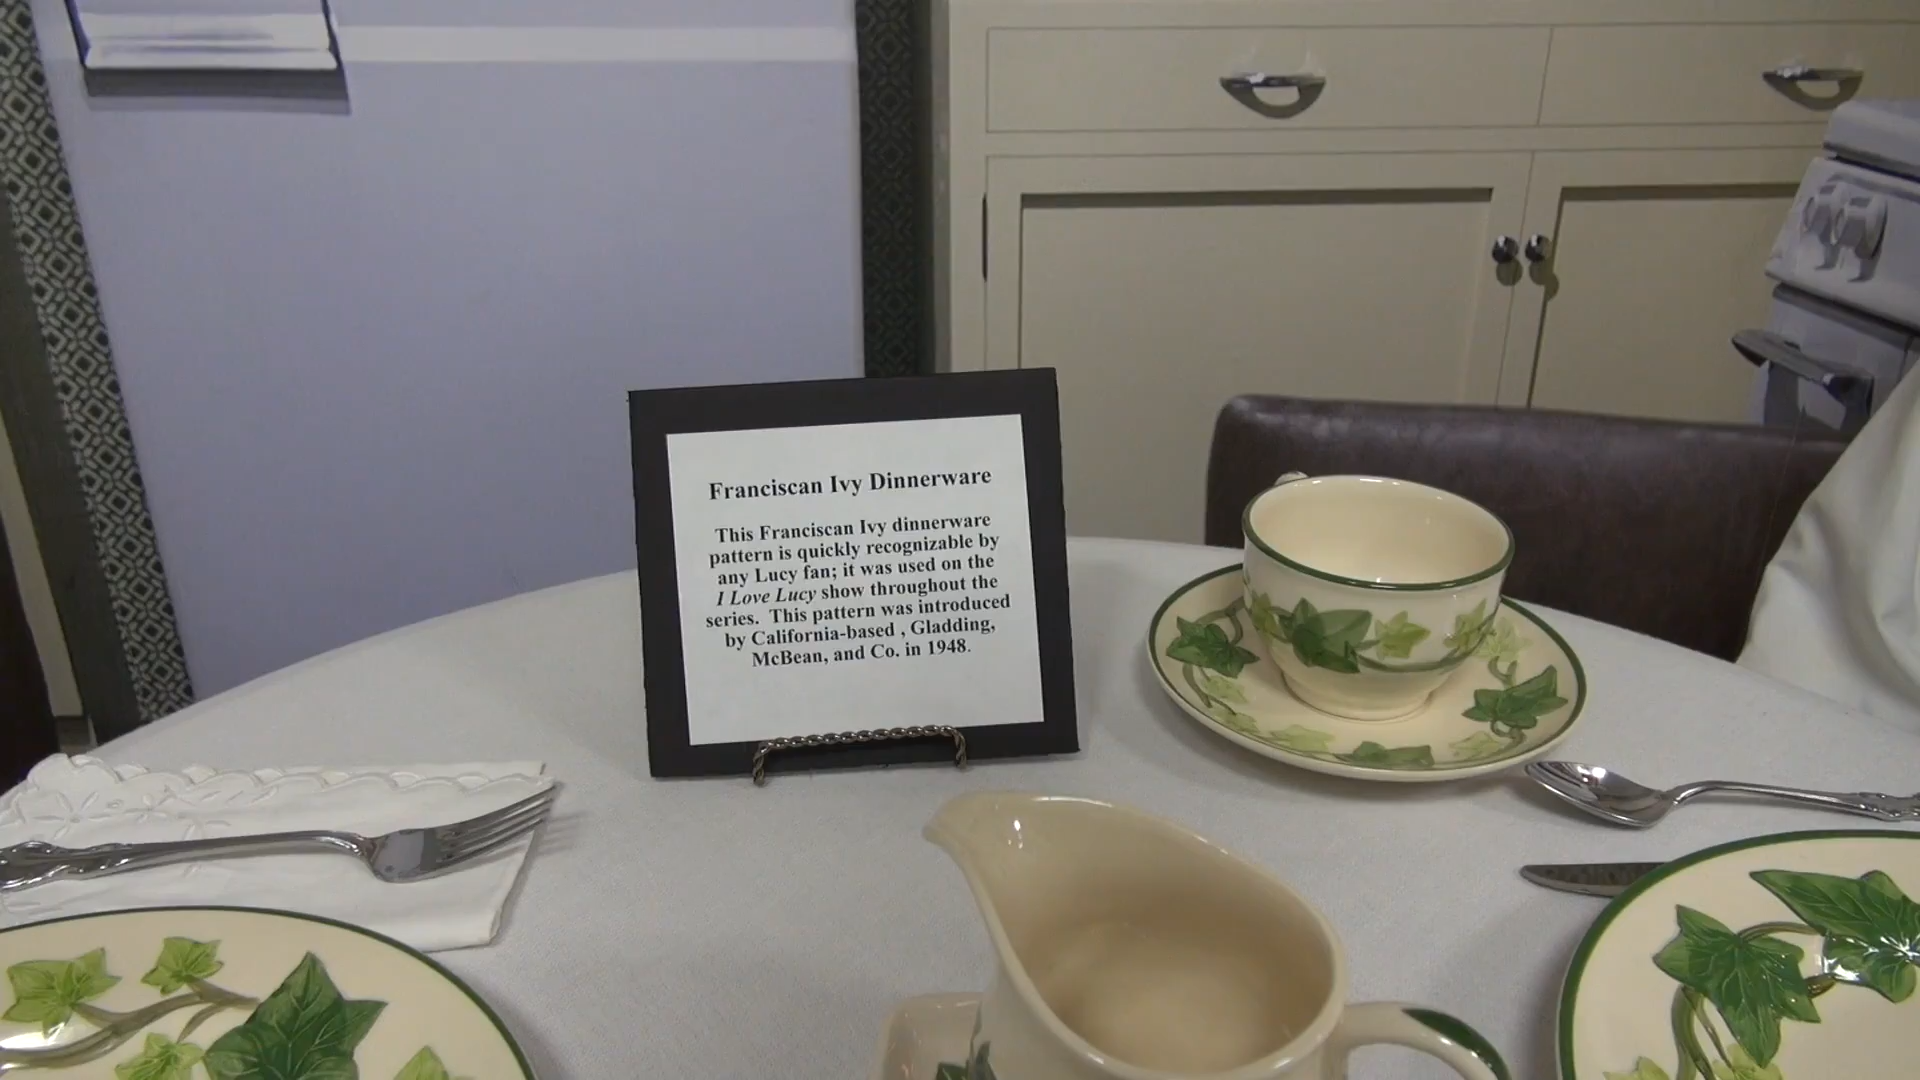 Franciscan Ivy Dinnerware
This Franciscan Ivy dinnerware
pattern is quickly recognizable by
any Lucy fan; it was used on the
I Love Lucy show throughout the
series. This pattern was introduced
by California-based , Gladding,
McBean, and Co. in 1948.